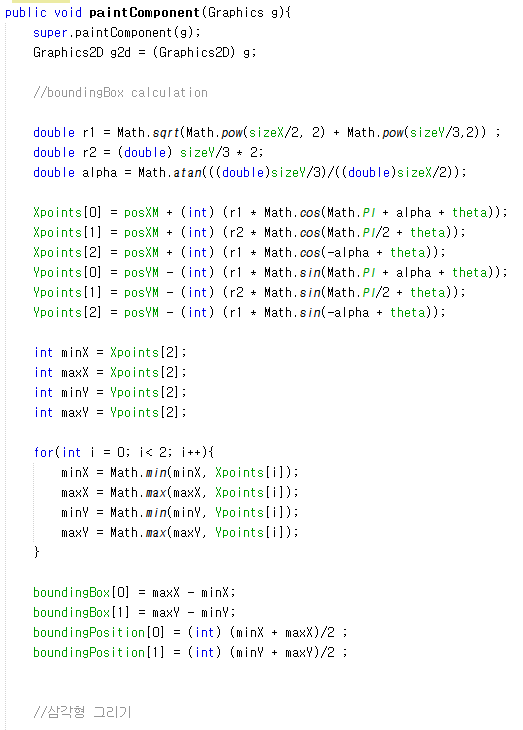 public void paintComponent(Graphics g){
super.paintComponent(g);
Graphics2D g2d = (Graphics2D) g;
//boundingBox calculation
double r1 = Math.sqrt(Math.pow(sizeX/2, 2) + Math.pow(sizeY/3,2)) ;
double r2 = (double) sizeY/3 * 2;
double alpha = Math.atan(((double)sizeY/3)/((double)sizeX/2));
Xpoints[0] = posXM + (int) (r1 * Math.cos(Math.PI + alpha + theta));
Xpoints[1] = posXM + (int) (r2 * Math.cos(Math.PI/2 + theta));
Xpoints[2] = posXM + (int) (r1 * Math.cos(-alpha + theta));
Ypoints[0] = posYM - (int) (r1 * Math.sin(Math.PI + alpha + theta));
Ypoints[1] = posYM - (int) (r2 * Math.sin(Math.PI/2 + theta));
Ypoints[2] = posYM - (int) (r1 * Math.sin(-alpha + theta));
int minX = Xpoints[2];
int maxX = Xpoints[2];
int minY = Ypoints[2];
int maxY = Ypoints[2];
for(int i = 0; i< 2; i++){
minX = Math.min(minX, Xpoints[i]);
maxX = Math.max(maxX, Xpoints[i]);
minY = Math.min(minY, Ypoints[i]);
maxY = Math.max(maxY, Ypoints[i]);
}
boundingBox[0] = maxX - minX;
boundingBox[1] = maxY - minY;
boundingPosition[0] = (int) (minX + maxX)/2 ;
boundingPosition[1] = (int) (minY + maxY)/2 ;
//삼각형 그리기